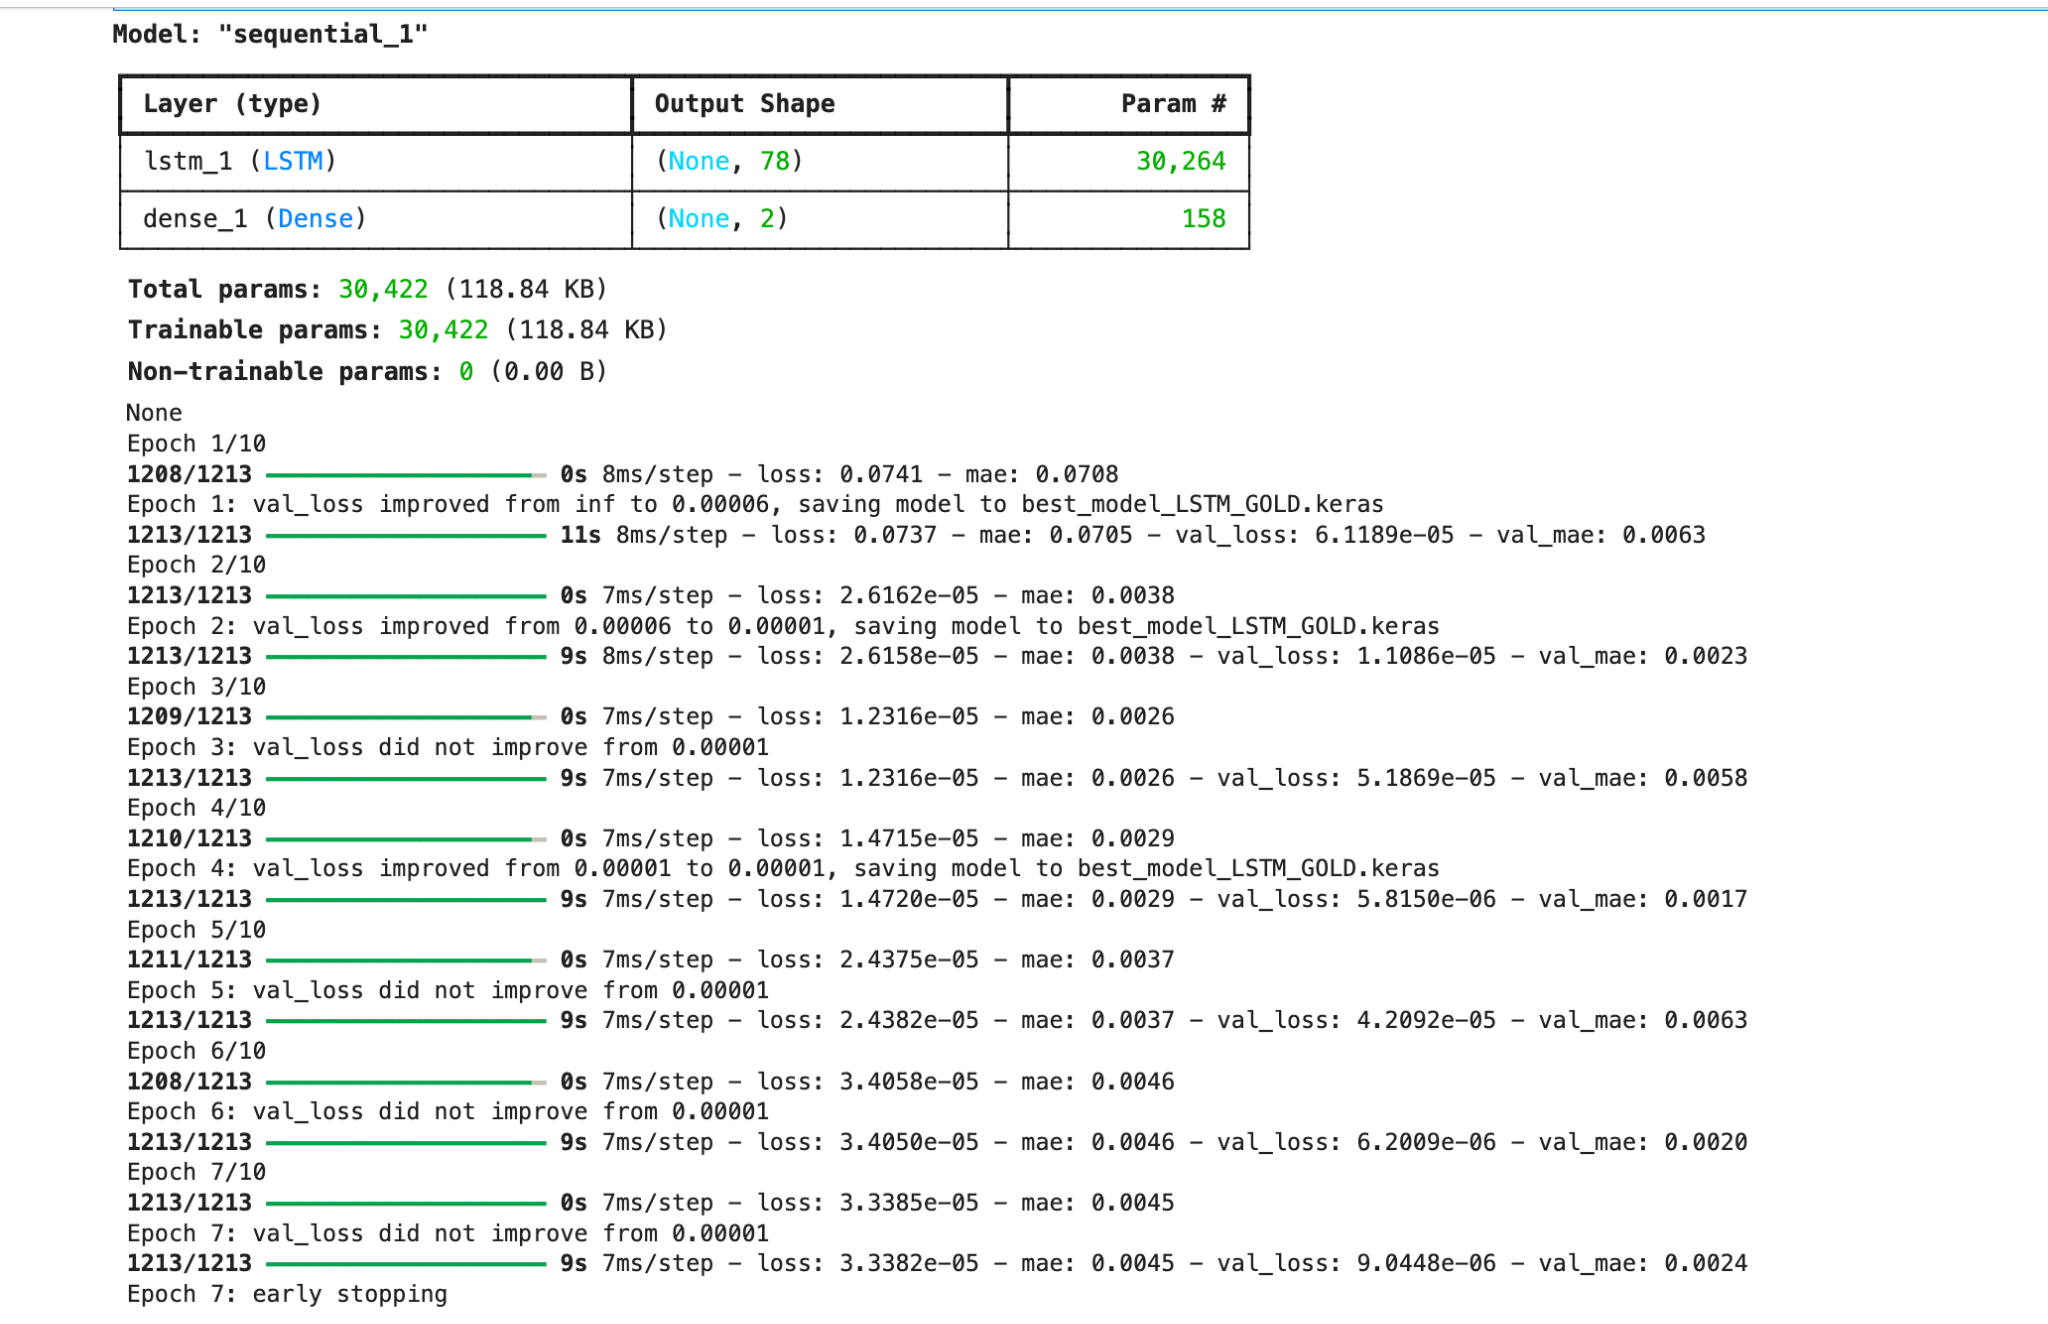 Model: "sequential_1"
Layer (type) Output Shape Param #
lstm_1 (LSTM) (None, 78) 30,264
dense_1 (Dense) (None, 2) 158
Total params: 30,422 (118.84 KB)
Trainable params: 30,422 (118.84 KB)
Non-trainable params: 0 (0.00 B)
None
Epoch 1/10
1208/1213 0s 8ms/step - loss: 0.0741 - mae: 0.0708
Epoch 1: val_loss improved from inf to 0.00006, saving model to best_model_LSTM_GOLD.keras
1213/1213 11s 8ms/step - loss: 0.0737 - mae: 0.0705 - val_loss: 6.1189e-05 - val_mae: 0.0063
Epoch 2/10
1213/1213 0s 7ms/step - loss: 2.6162e-05 - mae: 0.0038
Epoch 2: val_loss improved from 0.00006 to 0.00001, saving model to best_model_LSTM_GOLD.keras
1213/1213 9s 8ms/step - loss: 2.6158e-05 - mae: 0.0038 - val_loss: 1.1086e-05 - val_mae: 0.0023
Epoch 3/10
1209/1213 0s 7ms/step - loss: 1.2316e-05 - mae: 0.0026
Epoch 3: val_loss did not improve from 0.00001
1213/1213 9s 7ms/step - loss: 1.2316e-05 - mae: 0.0026 - val_loss: 5.1869e-05 - val_mae: 0.0058
Epoch 4/10
1210/1213 0s 7ms/step - loss: 1.4715e-05 - mae: 0.0029
Epoch 4: val_loss improved from 0.00001 to 0.00001, saving model to best_model_LSTM_GOLD.keras
1213/1213 9s 7ms/step - loss: 1.4720e-05 - mae: 0.0029 - val_loss: 5.8150e-06 - val_mae: 0.0017
Epoch 5/10
1211/1213 0s 7ms/step - loss: 2.4375e-05 - mae: 0.0037
Epoch 5: val_loss did not improve from 0.00001
1213/1213 9s 7ms/step - loss: 2.4382e-05 - mae: 0.0037 - val_loss: 4.2092e-05 - val_mae: 0.0063
Epoch 6/10
1208/1213 0s 7ms/step - loss: 3.4058e-05 - mae: 0.0046
Epoch 6: val_loss did not improve from 0.00001
1213/1213 9s 7ms/step - loss: 3.4050e-05 - mae: 0.0046 - val_loss: 6.2009e-06 - val_mae: 0.0020
Epoch 7/10
1213/1213 0s 7ms/step - loss: 3.3385e-05 - mae: 0.0045
Epoch 7: val_loss did not improve from 0.00001
1213/1213 9s 7ms/step - loss: 3.3382e-05 - mae: 0.0045 - val_loss: 9.0448e-06 - val_mae: 0.0024
Epoch 7: early stopping